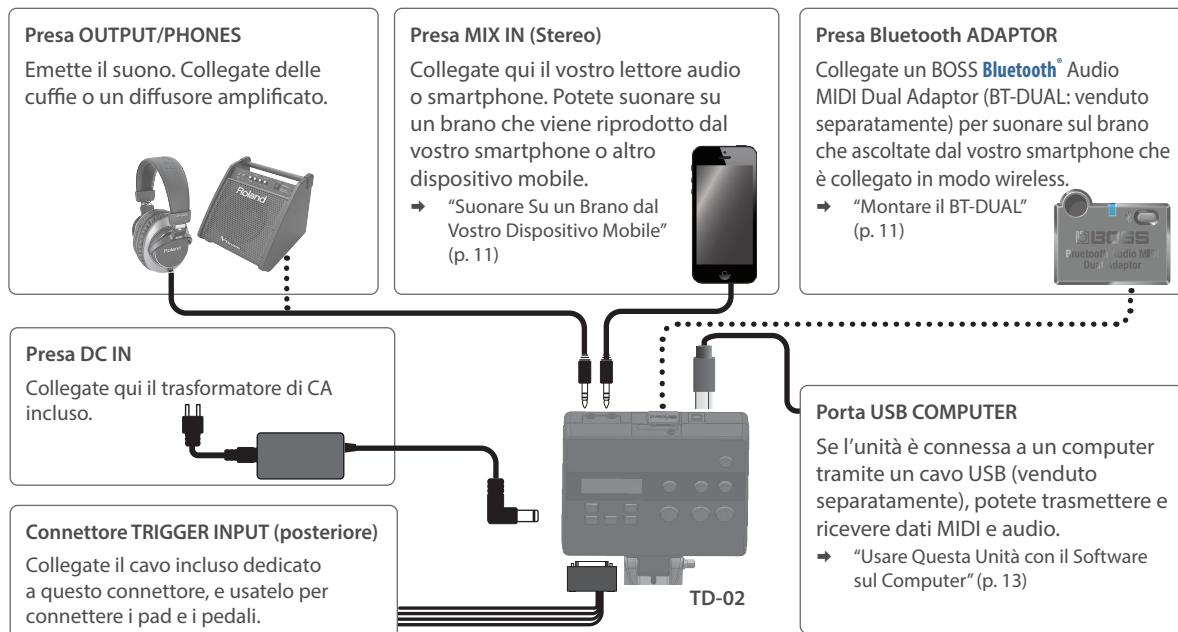 Presa OUTPUT/PHONES
Emette il suono. Collegate delle
cuffie o un diffusore amplificato.
Roland
Roland
Presa MIX IN (Stereo)
Collegate qui il vostro lettore audio
o smartphone. Potete suonare su
un brano che viene riprodotto dal
vostro smartphone o altro
dispositivo mobile.
➡ "Suonare Su un Brano dal
Vostro Dispositivo Mobile"
(p. 11)
Presa Bluetooth ADAPTOR
Collegate un BOSS Bluetooth® Audio
MIDI Dual Adaptor (BT-DUAL: venduto
separatamente) per suonare sul brano
che ascoltate dal vostro smartphone che
è collegato in modo wireless.
➡ "Montare il BT-DUAL"
(p. 11)
BOSS
Bluetooth Audio MIDI
Dual Adaptor
Presa DC IN
Collegate qui il trasformatore di CA
incluso.
Connettore TRIGGER INPUT (posteriore)
Collegate il cavo incluso dedicato
a questo connettore, e usatelo per
connettere i pad e i pedali.
TD-02
Porta USB COMPUTER
Se l'unità è connessa a un computer
tramite un cavo USB (venduto
separatamente), potete trasmettere e
ricevere dati MIDI e audio.
➡ "Usare Questa Unità con il Software
sul Computer" (p. 13)